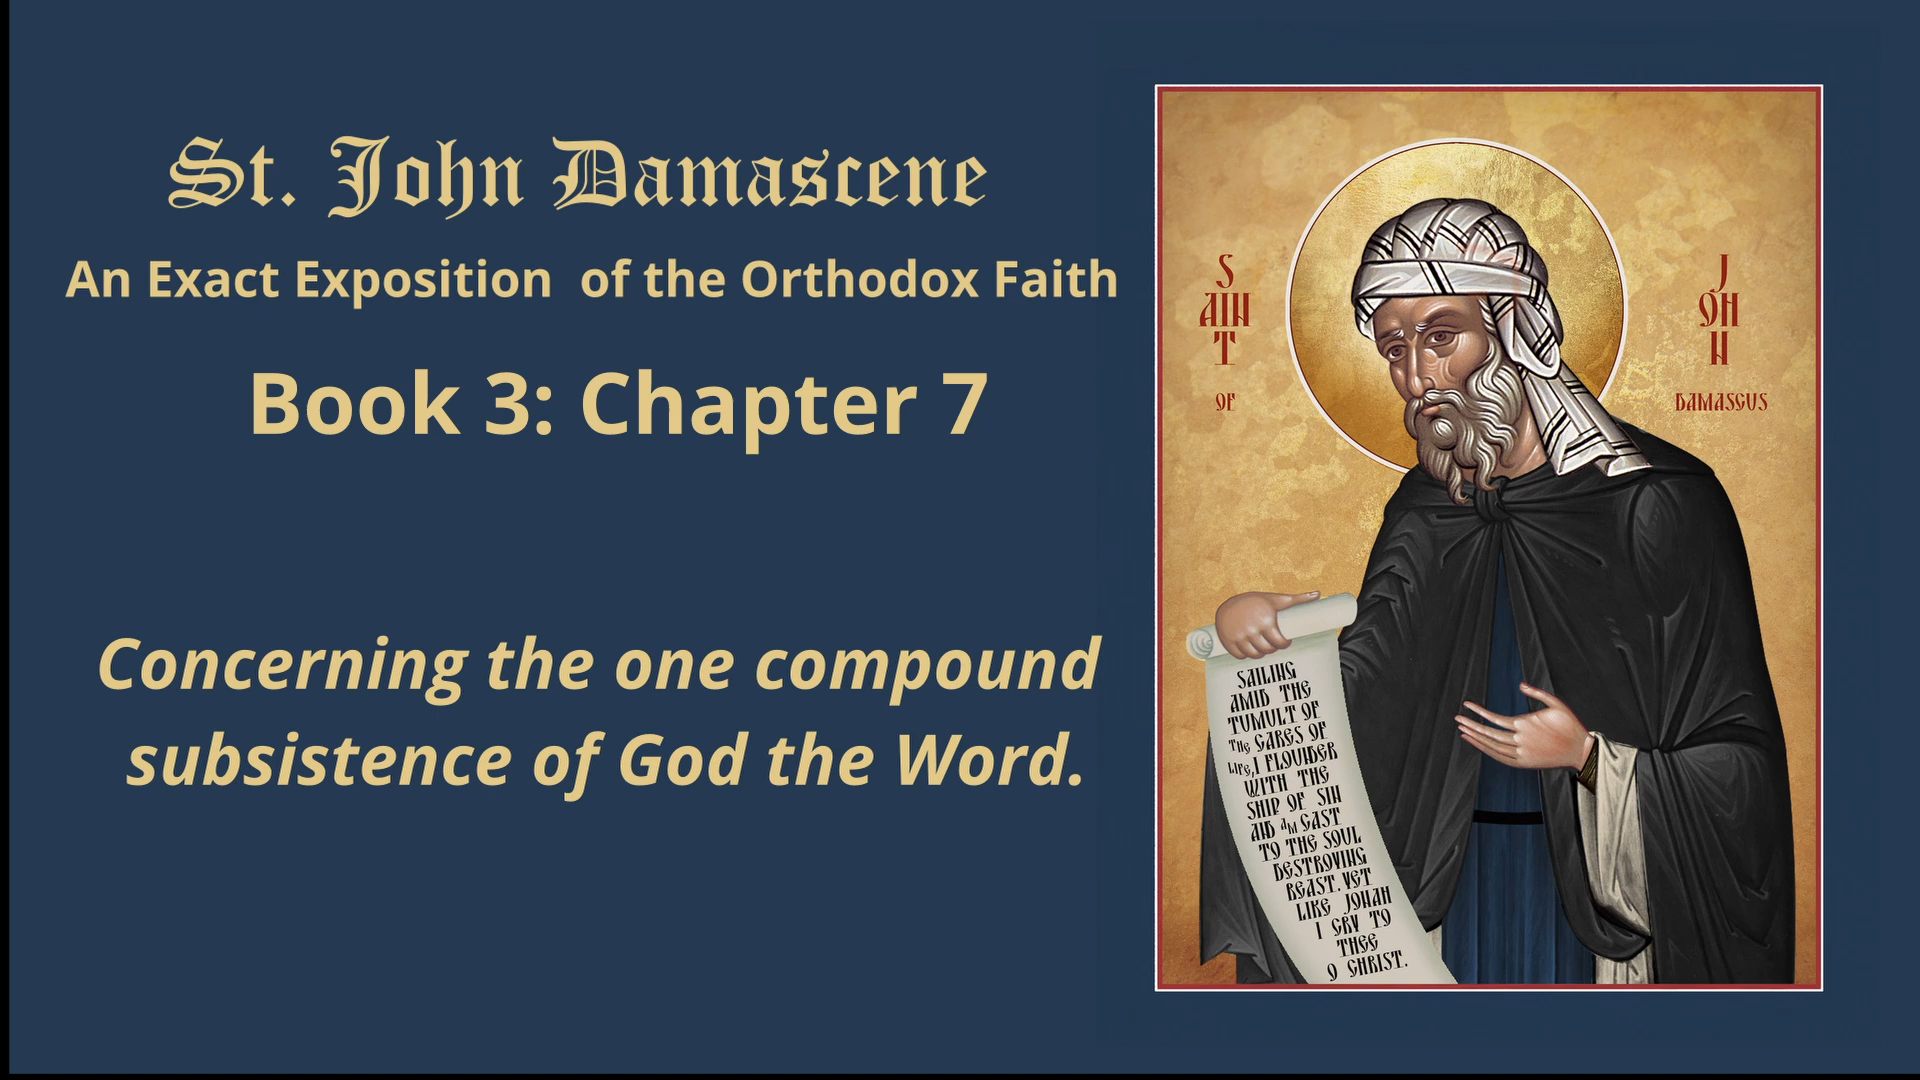 St. John Damascene
An Exact Exposition of the Orthodox Faith
Book 3: Chapter 7
Concerning the one compound
subsistence of God the Word.
S
AIN
T
OF
J
OH
N
DAMASCUS
SAILING
AMID THE
TUMULT OF
THE CARES OF
LIFE, I FLOUNDER
WITH THE
SHIP OF SIN
AND AM CAST
TO THE SOUL
DESTROYING
BEAST. YET
LIKE JONAH
I CRY TO
THEE
O CHRIST.